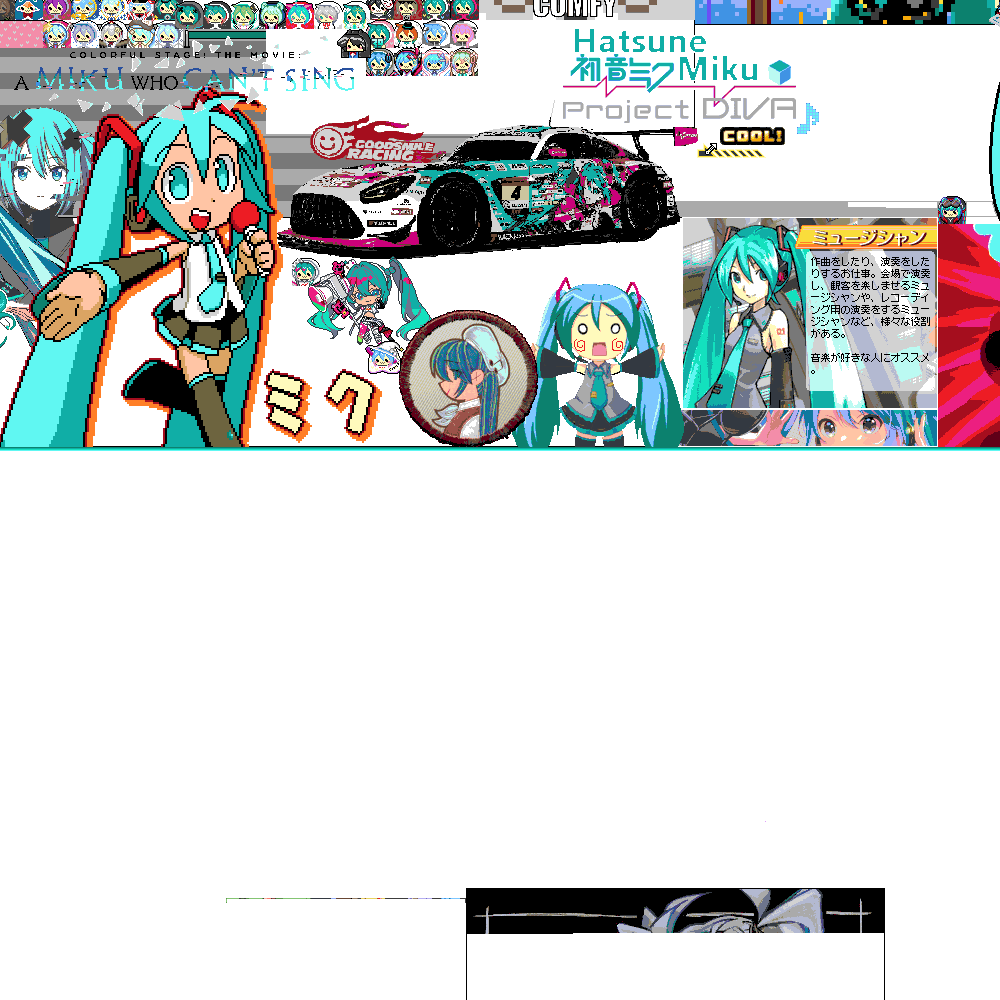 COMFY
COLORFUL STAGE! THE MOVIE:
A MIKU WHO CAN'T SING
Hatsune
初音ミク Miku
Project DIVA
COOL!
GOODSMILE
RACING
4
ミュージシャン
作曲をしたり、演奏をした
りするお仕事。会場で演奏
し、観客を楽しませるミュ
ージシャンや、レコーディ
ング用の演奏をするミュー
ジシャンなど、様々な役割
がある。
音楽が好きな人にオススメ
。
ミク